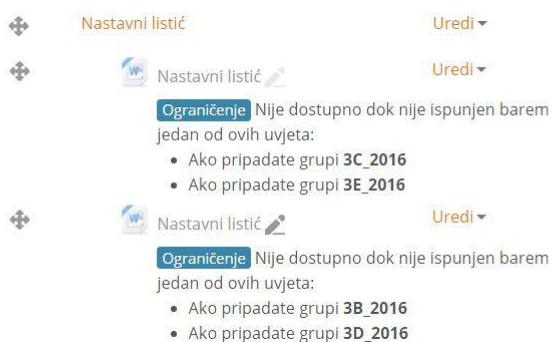 Nastavni listić Uredi
Nastavni listić Uredi
Ograničenje Nije dostupno dok nije ispunjen barem
jedan od ovih uvjeta:
• Ako pripadate grupi 3C_2016
• Ako pripadate grupi 3E_2016
Nastavni listić Uredi
Ograničenje Nije dostupno dok nije ispunjen barem
jedan od ovih uvjeta:
• Ako pripadate grupi 3B_2016
• Ako pripadate grupi 3D_2016